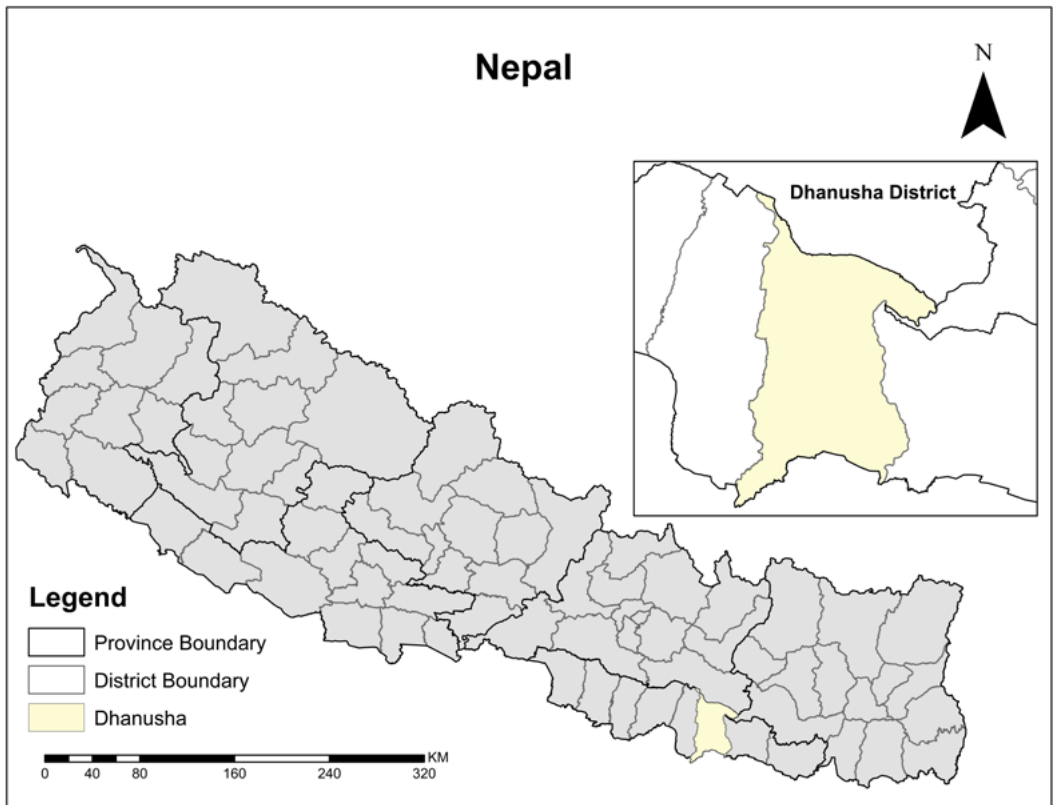 Nepal
N
Dhanusha District
Legend
Province Boundary
District Boundary
Dhanusha
KM
0 40 80 160 240 320